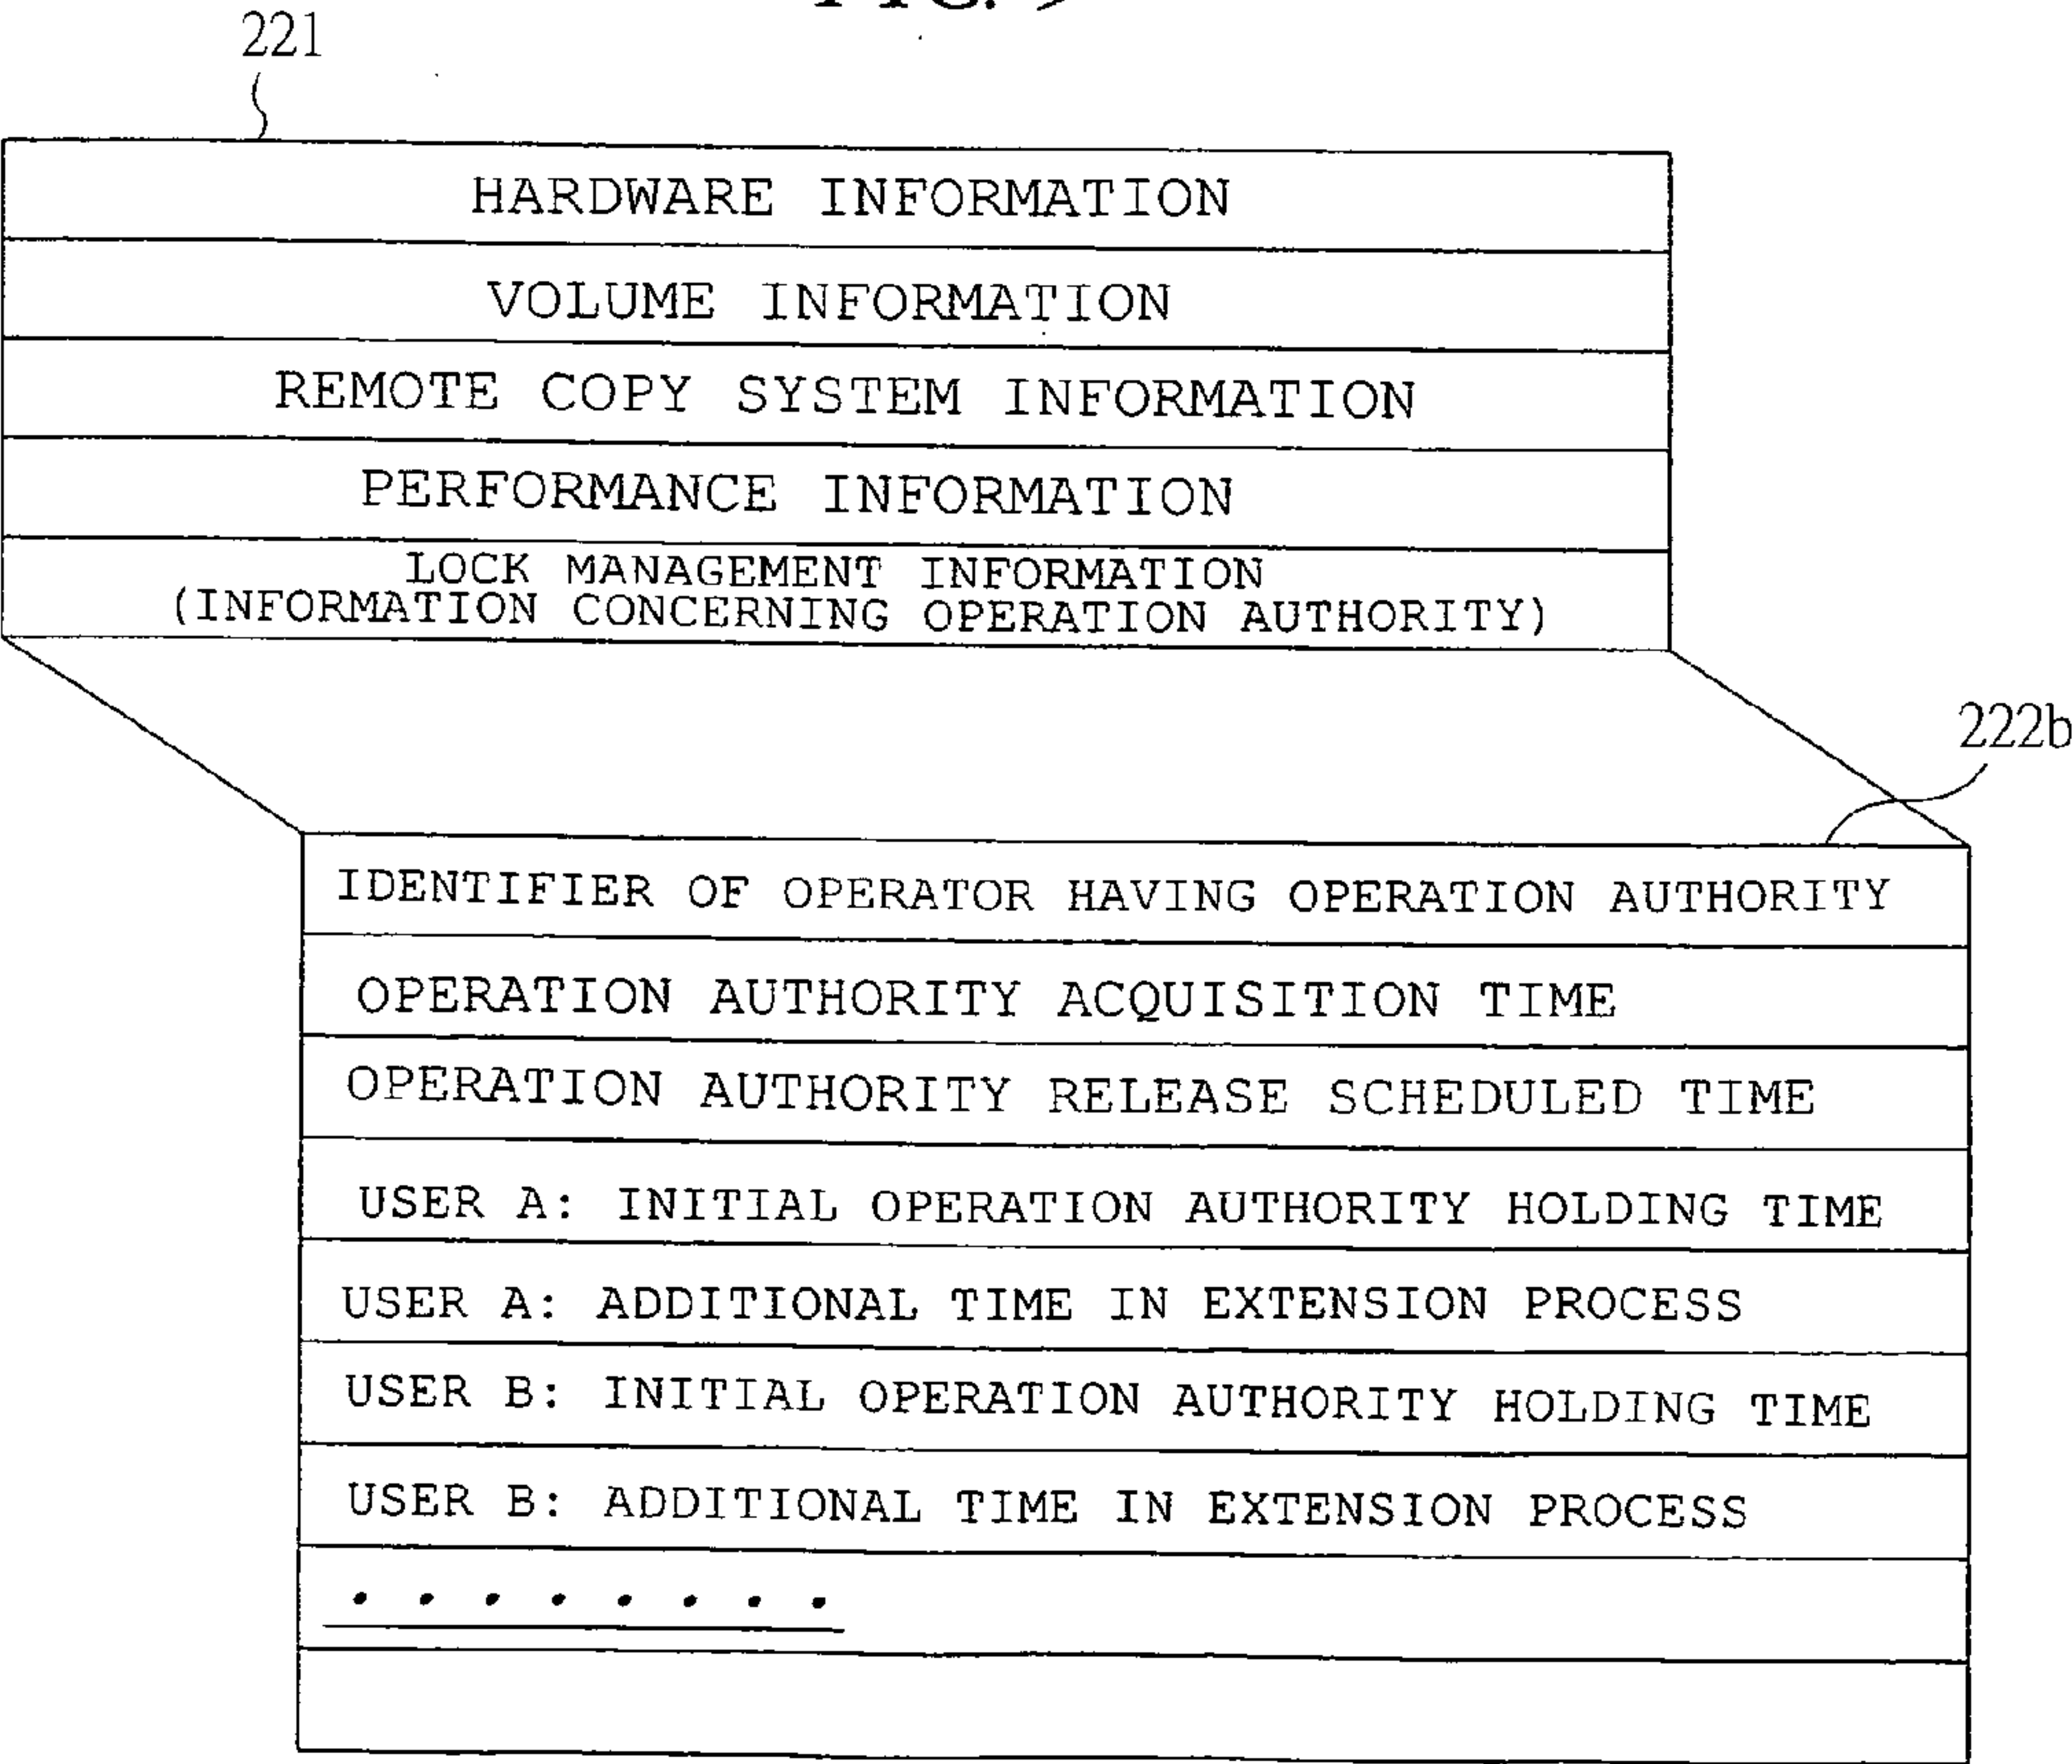 FIG. 9
221
HARDWARE INFORMATION
VOLUME INFORMATION
REMOTE COPY SYSTEM INFORMATION
PERFORMANCE INFORMATION
LOCK MANAGEMENT INFORMATION
(INFORMATION CONCERNING OPERATION AUTHORITY)
222b
IDENTIFIER OF OPERATOR HAVING OPERATION AUTHORITY
OPERATION AUTHORITY ACQUISITION TIME
OPERATION AUTHORITY RELEASE SCHEDULED TIME
USER A: INITIAL OPERATION AUTHORITY HOLDING TIME
USER A: ADDITIONAL TIME IN EXTENSION PROCESS
USER B: INITIAL OPERATION AUTHORITY HOLDING TIME
USER B: ADDITIONAL TIME IN EXTENSION PROCESS
• • • • • • • •